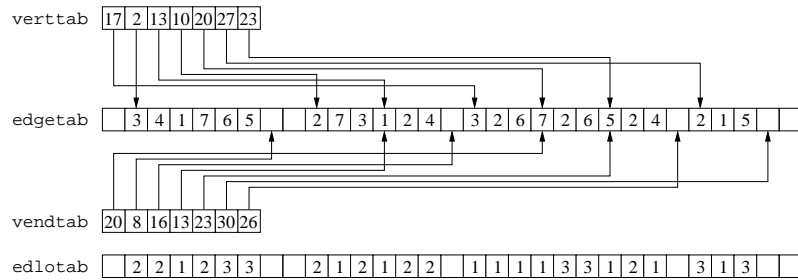 verttab 17 2 13 10 20 27 23
edgetab 3 4 1 7 6 5 2 7 3 1 2 4 3 2 6 7 2 6 5 2 4 2 1 5
vendtab 20 8 16 13 23 30 26
edlotab 2 2 1 2 3 3 2 1 2 1 2 2 1 1 1 1 3 3 1 2 1 3 1 3